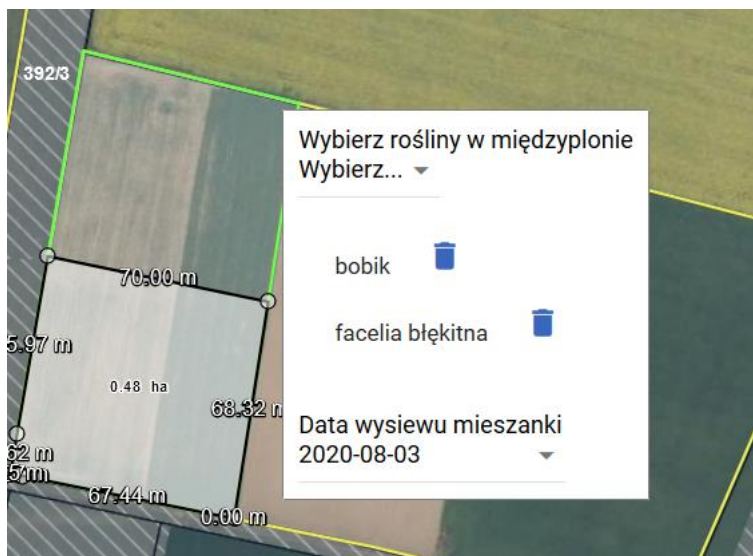 392/3
Wybierz rośliny w międzyplonie
Wybierz...
bobik
70.00 m
facelia błękitna
5.97 m
0.48 ha
68.32 m
Data wysiewu mieszanki
2020-08-03
62 m
67.44 m
0.00 m